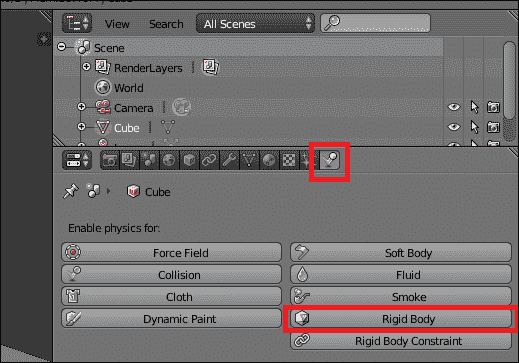 View Search All Scenes
Scene
RenderLayers
World
Camera
Cube
Cube
Enable physics for:
Force Field Soft Body
Collision Fluid
Cloth Smoke
Dynamic Paint Rigid Body
Rigid Body Constraint